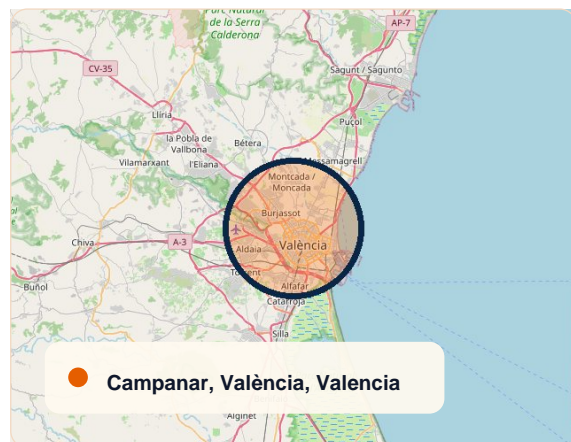 Parc Natural
de la Serra
Calderona
AP-7
CV-35
Sagunt / Sagunto
Llíria
Puçol
la Pobla de
Vallbona
Bétera
Vilamarxant
l'Eliana
Massamagrell
Montcada /
Moncada
Burjassot
Chiva
A-3
Aldaia
València
Torrent
Buñol
Alfafar
Catarroja
Silla
Campanar, València, Valencia
Alginet